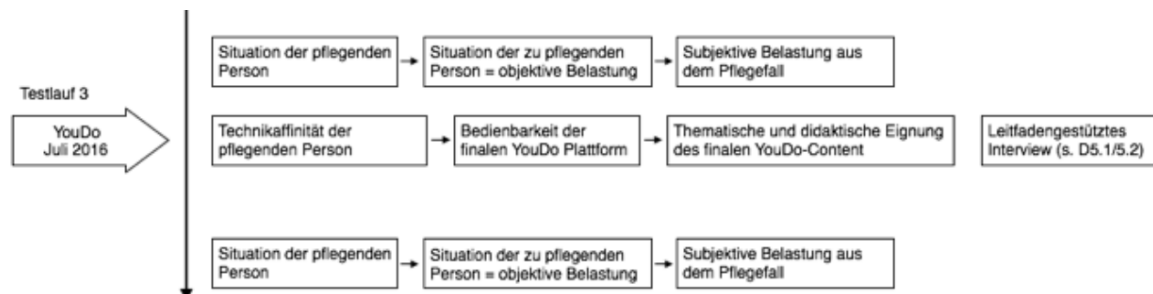 Situation der pflegenden
Person
Situation der zu pflegenden
Person = objektive Belastung
Subjektive Belastung aus
dem Pflegefall
Testlauf 3
YouDo
Juli 2016
Technikaffinität der
pflegenden Person
Bedienbarkeit der
finalen YouDo Plattform
Thematische und didaktische Eignung
des finalen YouDo-Content
Leitfadengestütztes
Interview (s. D5.1/5.2)
Situation der pflegenden
Person
Situation der zu pflegenden
Person = objektive Belastung
Subjektive Belastung aus
dem Pflegefall